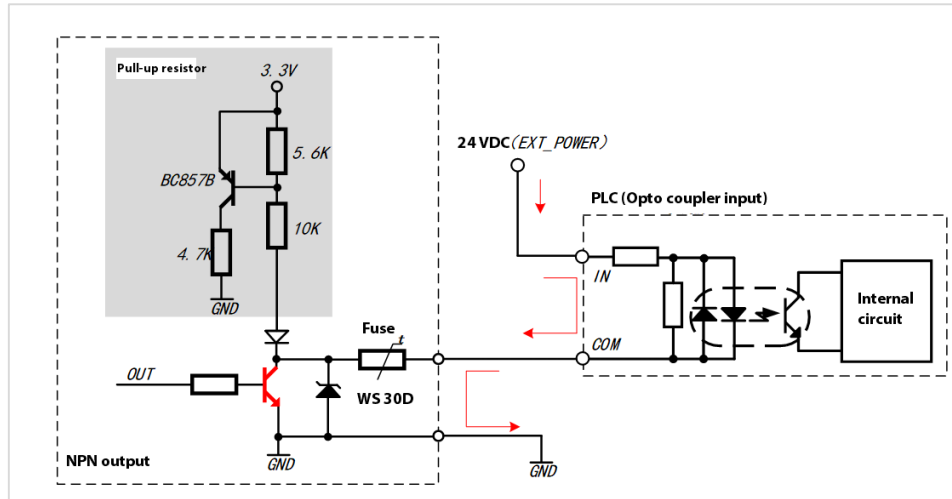 Pull-up resistor
3.3V
5.6K
BC857B
10K
4.7K
GND
Fuse
t
OUT
WS 30D
GND
NPN output
24 VDC(EXT_POWER)
PLC (Opto coupler input)
IN
COM
Internal
circuit
GND